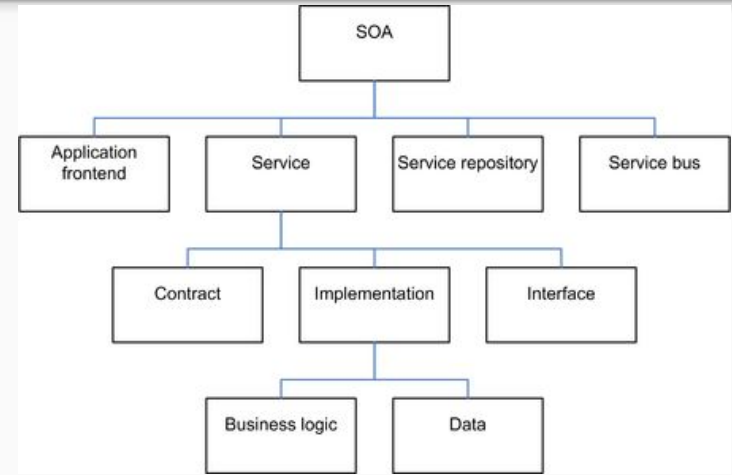 SOA
Application
frontend
Service
Service repository
Service bus
Contract
Implementation
Interface
Business logic
Data